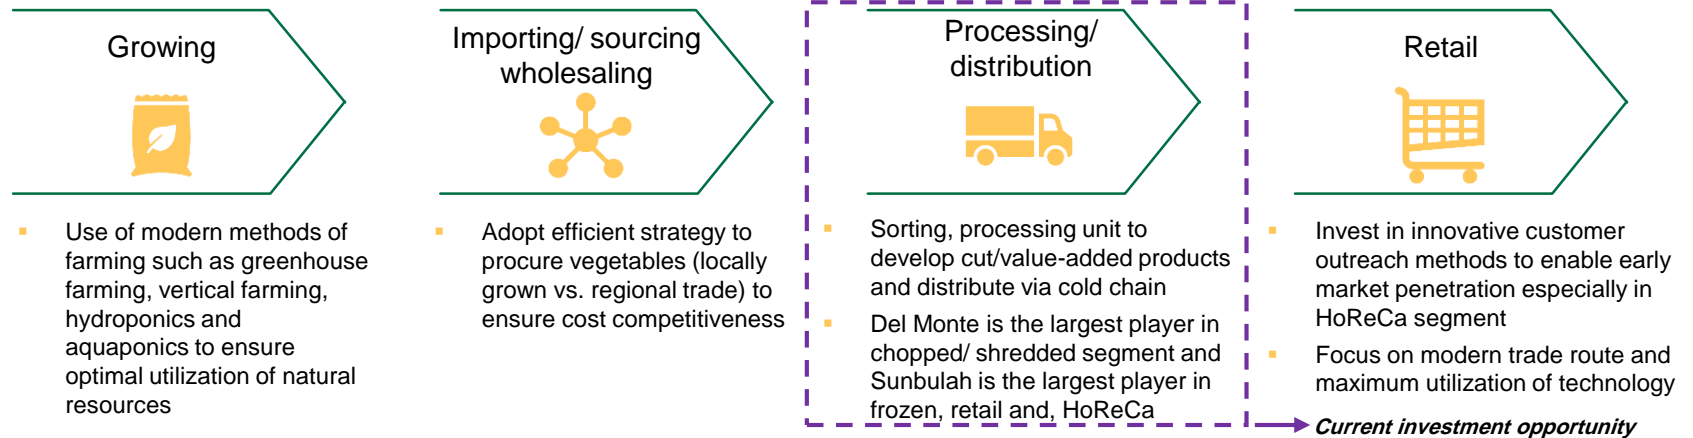 Growing
Use of modern methods of
farming such as greenhouse
farming, vertical farming,
hydroponics and
aquaponics to ensure
optimal utilization of natural
resources
Importing/ sourcing
wholesaling
Adopt efficient strategy to
procure vegetables (locally
grown vs. regional trade) to
ensure cost competitiveness
Processing/
distribution
Sorting, processing unit to
develop cut/value-added products
and distribute via cold chain
Del Monte is the largest player in
chopped/ shredded segment and
Sunbulah is the largest player in
frozen, retail and, HoReCa
Retail
Invest in innovative customer
outreach methods to enable early
market penetration especially in
HoReCa segment
Focus on modern trade route and
maximum utilization of technology
Current investment opportunity